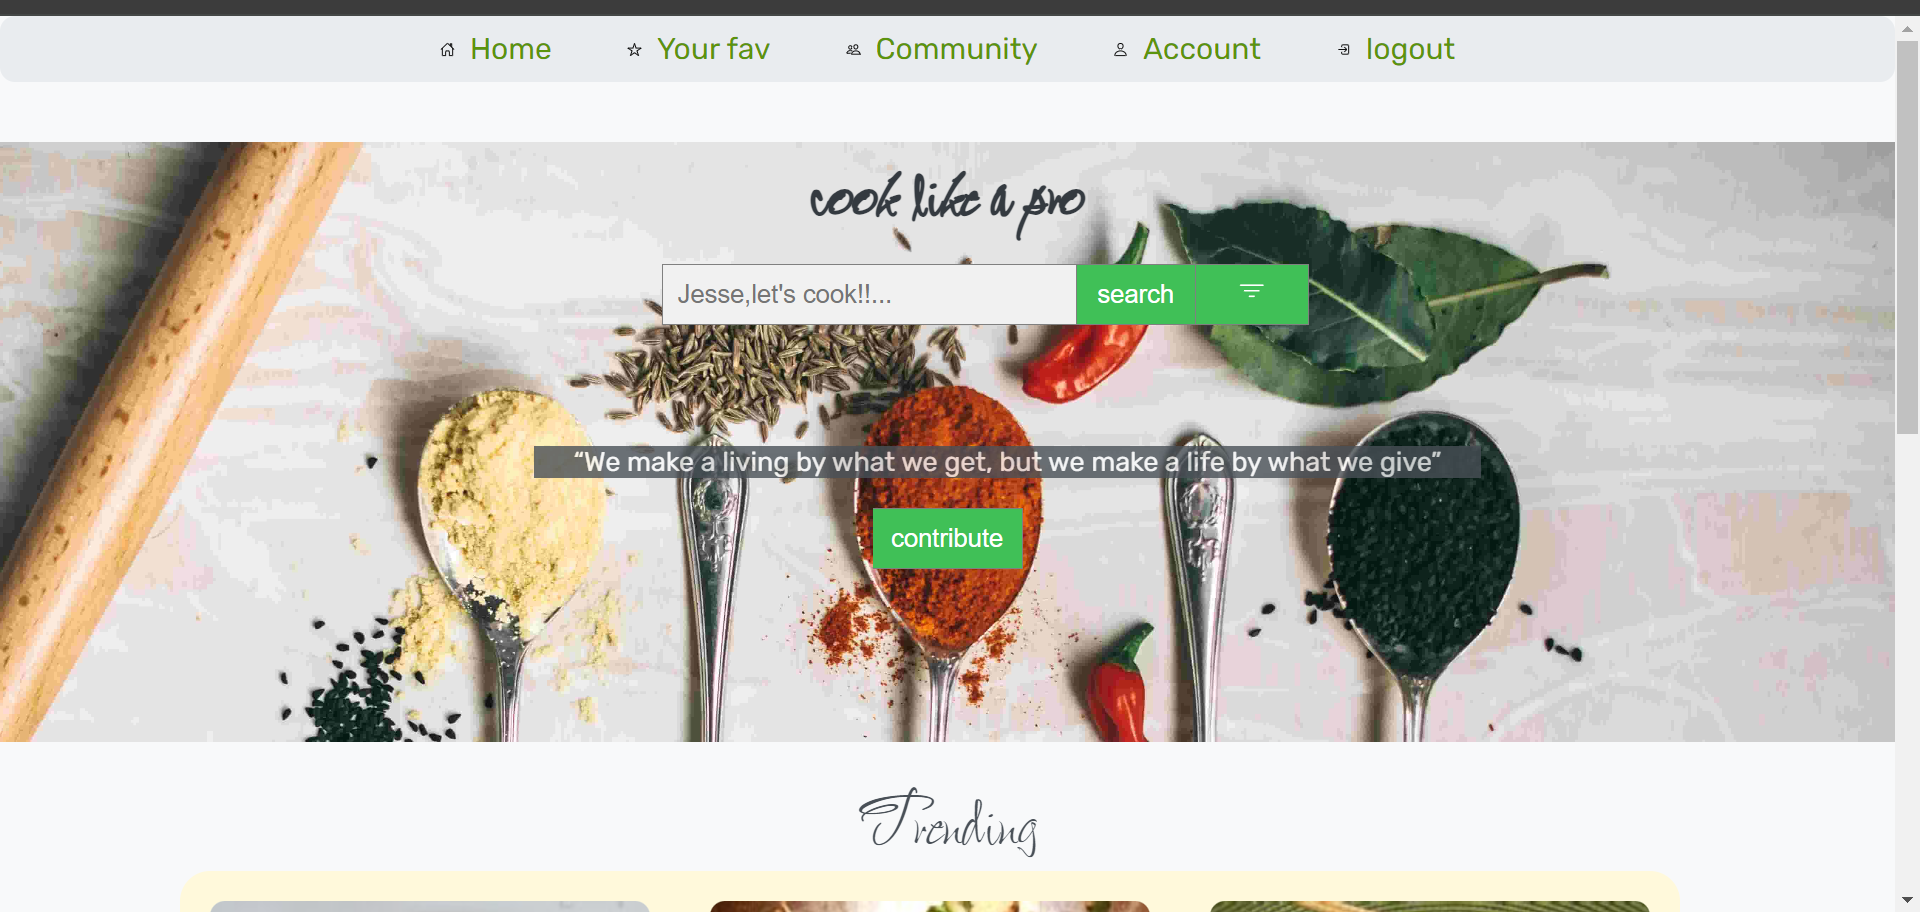 Home Your fav Community Account logout
cook like a pro
Jesse,let's cook!!... search
“We make a living by what we get, but we make a life by what we give”
contribute
Trending